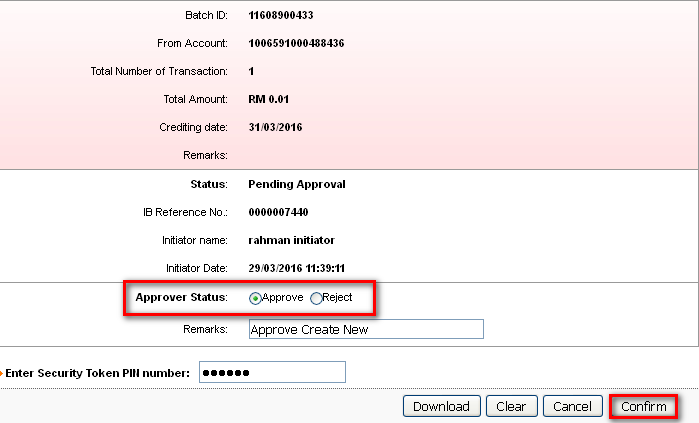 Batch ID: 11608900433
From Account: 1006591000488436
Total Number of Transaction: 1
Total Amount: RM 0.01
Crediting date: 31/03/2016
Remarks:
Status: Pending Approval
IB Reference No.: 0000007440
Initiator name: rahman initiator
Initiator Date: 29/03/2016 11:39:11
Approver Status: Approve Reject
Remarks: Approve Create New
Enter Security Token PIN number: ●●●●●●
Download Clear Cancel Confirm